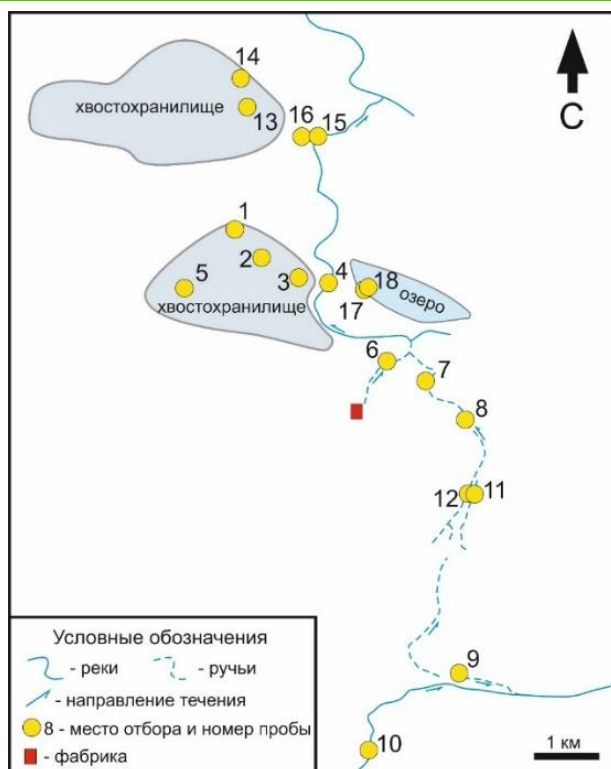 14
хвостохранилище
13
16 15
С
1
2
5
3
4
18
хвостохранилище
17
озеро
6
7
8
12 11
9
10
Условные обозначения
- реки - ручьи
- направление течения
8 - место отбора и номер пробы
- фабрика
1 км